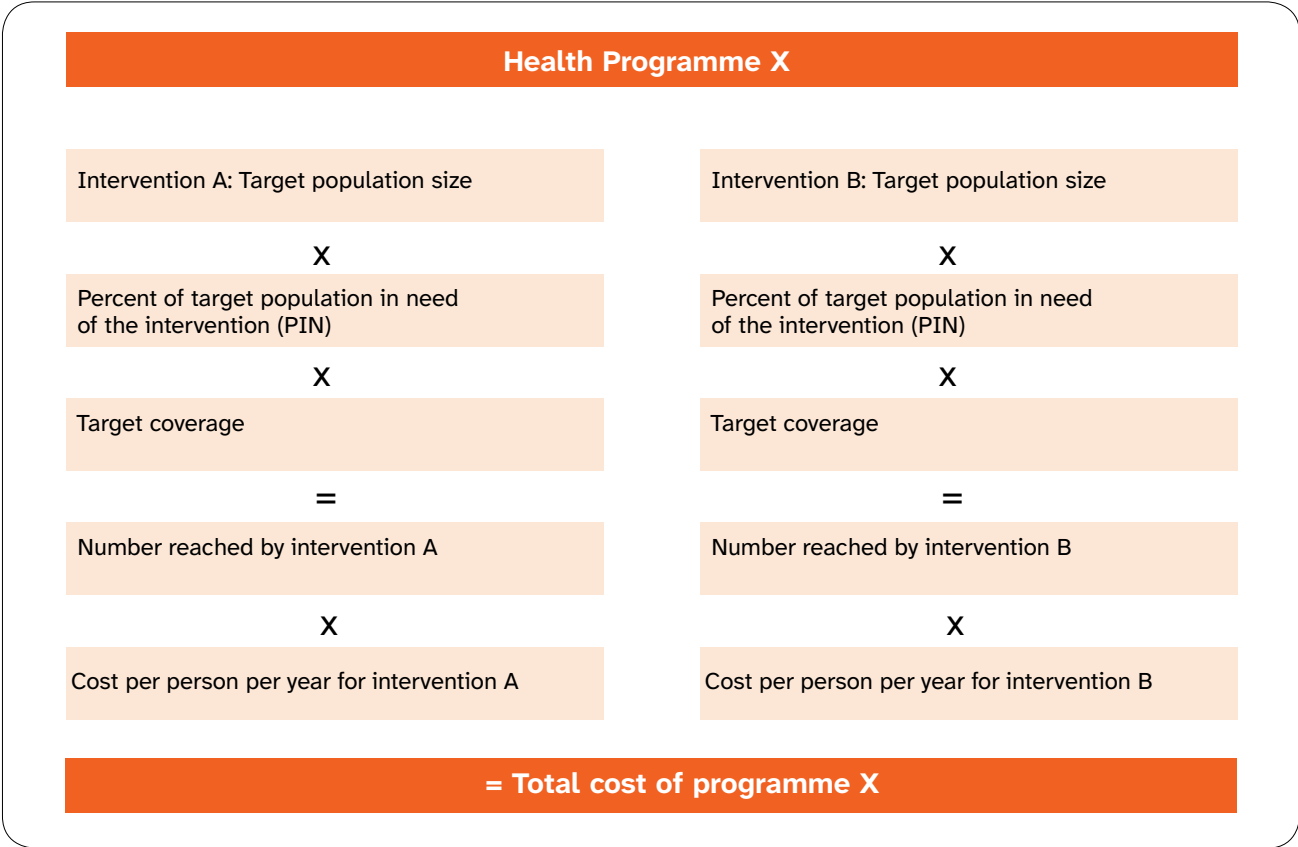 Health Programme X
Intervention A: Target population size
x
Percent of target population in need
of the intervention (PIN)
x
Target coverage
=
Number reached by intervention A
x
Cost per person per year for intervention A
Intervention B: Target population size
x
Percent of target population in need
of the intervention (PIN)
x
Target coverage
=
Number reached by intervention B
x
Cost per person per year for intervention B
= Total cost of programme X